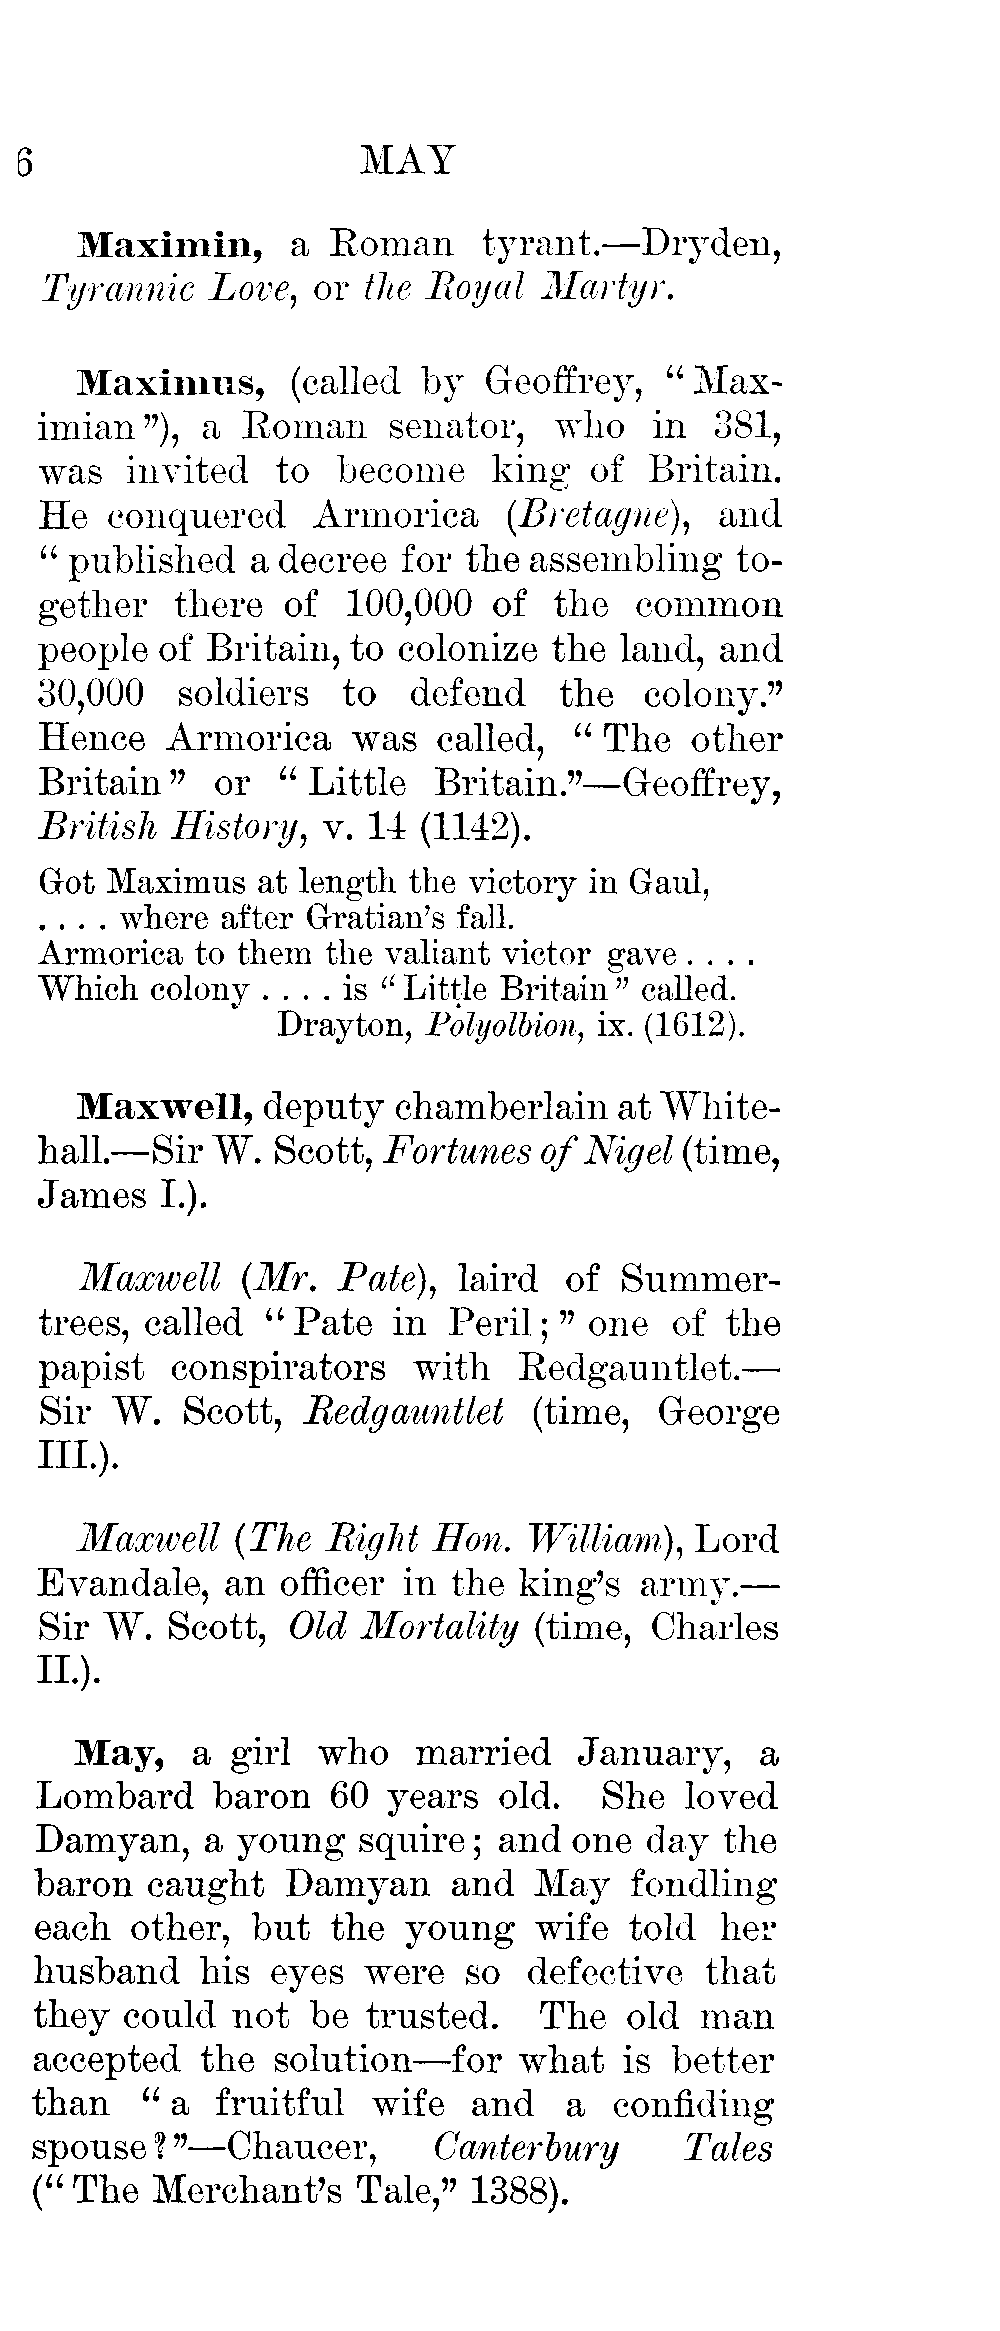 6 MAY
Maximin, a Roman tyrant.—Dryden,
Tyrannic Love, or the Royal Martyr.
Maximus, (called by Geoffrey, “Max-
imian”), a Roman senator, who in 381,
was invited to become king of Britain.
He conquered Armorica (Bretagne), and
“published a decree for the assembling to-
gether there of 100,000 of the common
people of Britain, to colonize the land, and
30,000 soldiers to defend the colony.”
Hence Armorica was called, “The other
Britain” or “Little Britain.”—Geoffrey,
British History, v. 14 (1142).
Got Maximus at length the victory in Gaul,
. . . . where after Gratian’s fall.
Armorica to them the valiant victor gave . . . .
Which colony . . . . is “Little Britain” called.
Drayton, Polyolbion, ix. (1612).
Maxwell, deputy chamberlain at White-
hall.—Sir W. Scott, Fortunes of Nigel (time,
James I.).
Maxwell (Mr. Pate), laird of Summer-
trees, called “Pate in Peril;” one of the
papist conspirators with Redgauntlet.—
Sir W. Scott, Redgauntlet (time, George
III.).
Maxwell (The Right Hon. William), Lord
Evandale, an officer in the king’s army.—
Sir W. Scott, Old Mortality (time, Charles
II.).
May, a girl who married January, a
Lombard baron 60 years old. She loved
Damyan, a young squire; and one day the
baron caught Damyan and May fondling
each other, but the young wife told her
husband his eyes were so defective that
they could not be trusted. The old man
accepted the solution—for what is better
than “a fruitful wife and a confiding
spouse?”—Chaucer, Canterbury Tales
(“The Merchant’s Tale,” 1388).